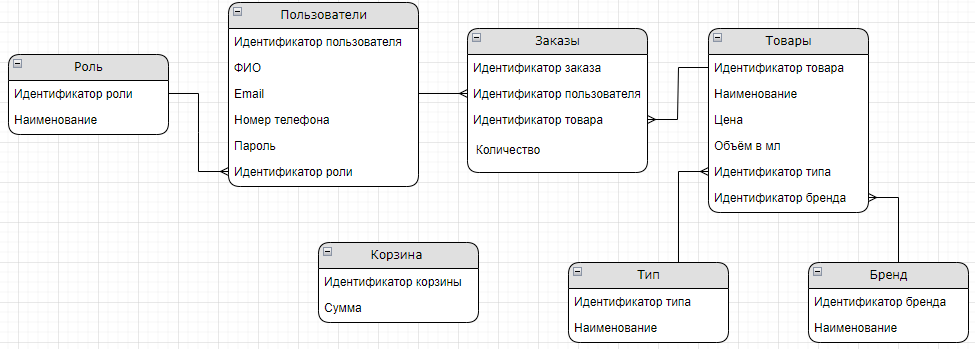 Роль
Идентификатор роли
Наименование
Пользователи
Идентификатор пользователя
ФИО
Email
Номер телефона
Пароль
Идентификатор роли
Заказы
Идентификатор заказа
Идентификатор пользователя
Идентификатор товара
Количество
Товары
Идентификатор товара
Наименование
Цена
Объём в мл
Идентификатор типа
Идентификатор бренда
Корзина
Идентификатор корзины
Сумма
Тип
Идентификатор типа
Наименование
Бренд
Идентификатор бренда
Наименование